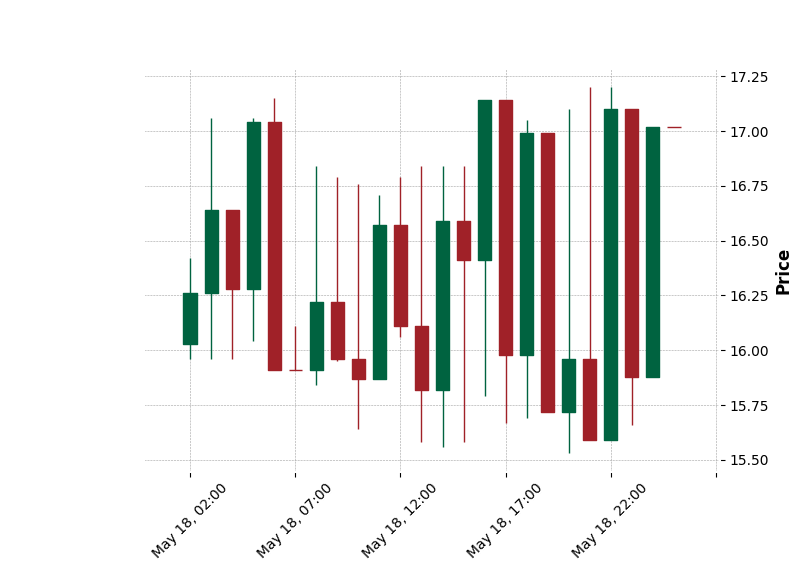 17.25
17.00
16.75
16.50
16.25
16.00
15.75
15.50
Price
May 18, 02:00
May 18, 07:00
May 18, 12:00
May 18, 17:00
May 18, 22:00